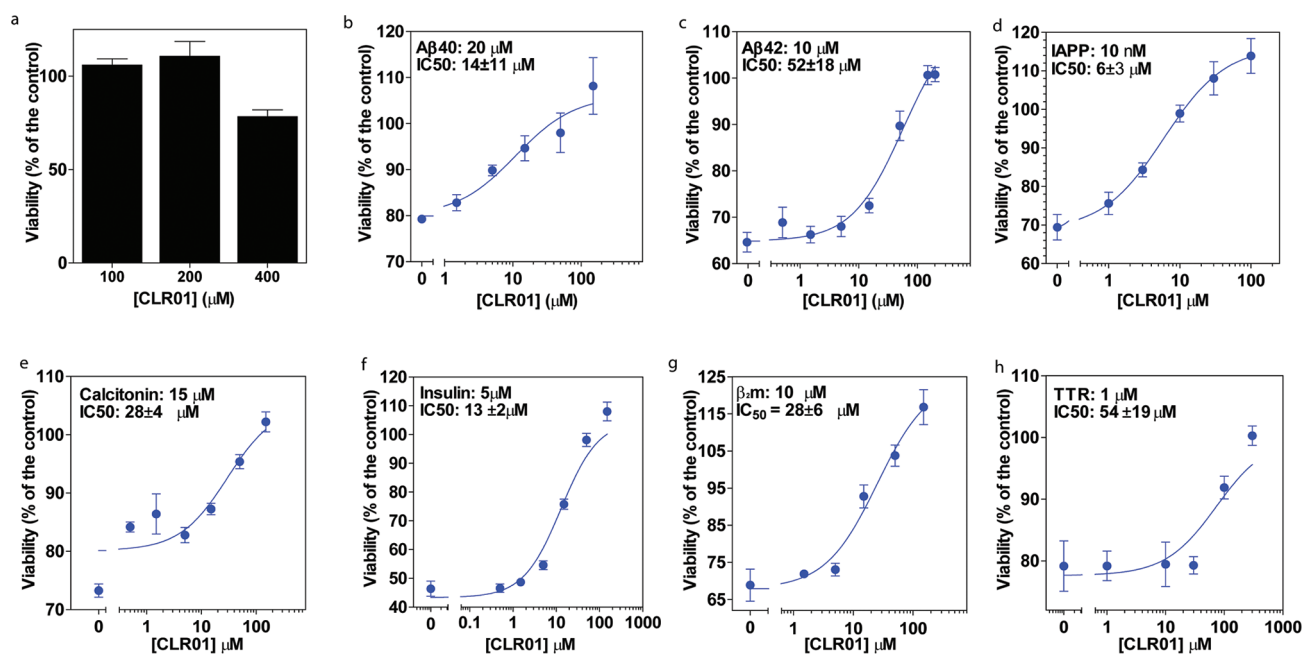 a
Viability (% of the control)
100
50
0
100 200 400
[CLR01] (μM)
b
Aβ40: 20 μM
IC50: 14±11 μM
Viability (% of the control)
120
110
100
90
80
70
0 1 10 100
[CLR01] (μM)
c
Aβ42: 10 μM
IC50: 52±18 μM
Viability (% of the control)
110
100
90
80
70
60
0 1 10 100
[CLR01] (μM)
d
IAPP: 10 nM
IC50: 6±3 μM
Viability (% of the control)
120
110
100
90
80
70
60
0 1 10 100
[CLR01] μM
e
Calcitonin: 15 μM
IC50: 28±4 μM
Viability (% of the control)
110
100
90
80
70
0 1 10 100
[CLR01] μM
f
Insulin: 5μM
IC50: 13 ±2μM
Viability (% of the control)
120
110
100
90
80
70
60
50
40
0 0.1 1 10 100 1000
[CLR01] μM
g
β₂m: 10 μM
IC50 = 28±6 μM
Viability (% of the control)
125
115
105
95
85
75
65
0 1 10 100
[CLR01] μM
h
TTR: 1 μM
IC50: 54 ±19 μM
Viability (% of the control)
110
100
90
80
0 1 10 100 1000
[CLR01] μM